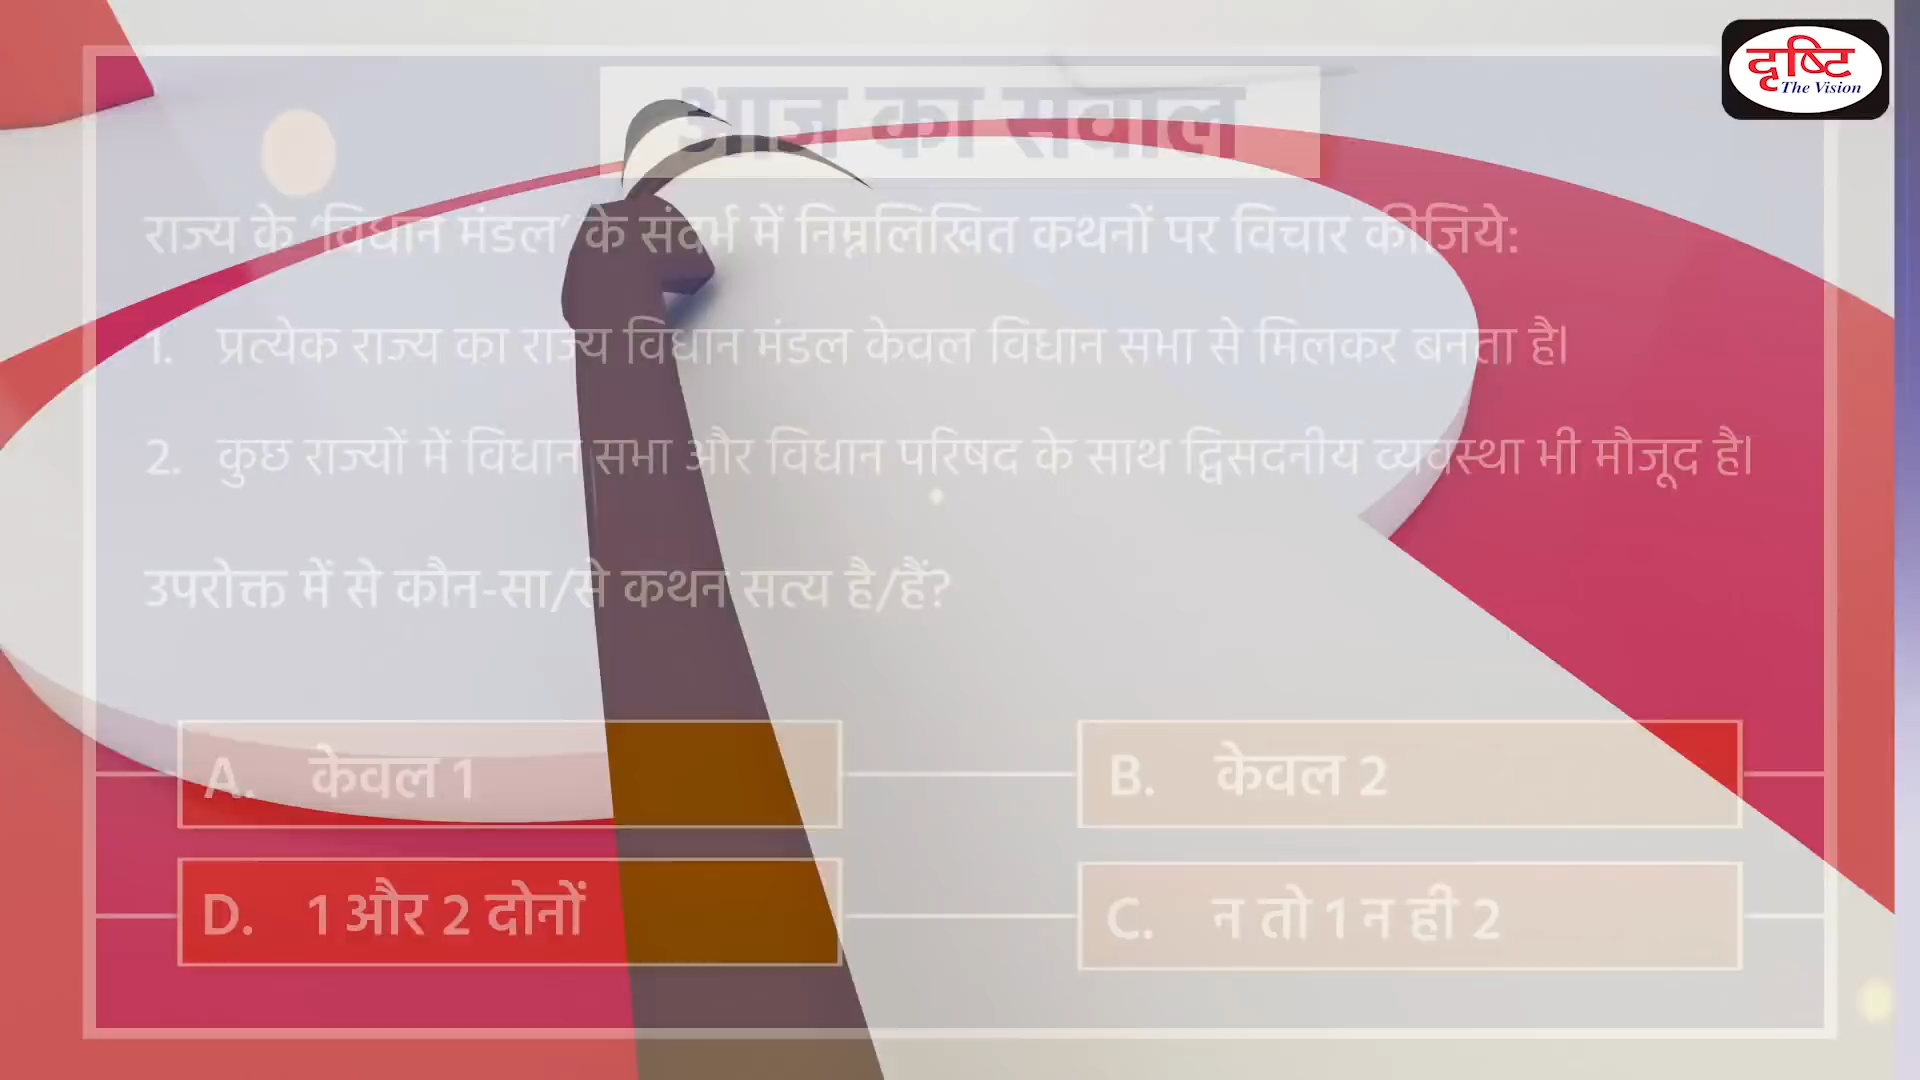 दृष्टि
The Vision
आज का सवाल
राज्य के ‘विधान मंडल’ के संदर्भ में निम्नलिखित कथनों पर विचार कीजिये:
1. प्रत्येक राज्य का राज्य विधान मंडल केवल विधान सभा से मिलकर बनता है।
2. कुछ राज्यों में विधान सभा और विधान परिषद के साथ द्विसदनीय व्यवस्था भी मौजूद है।
उपरोक्त में से कौन-सा/से कथन सत्य है/हैं?
A. केवल 1
B. केवल 2
D. 1 और 2 दोनों
C. न तो 1 न ही 2